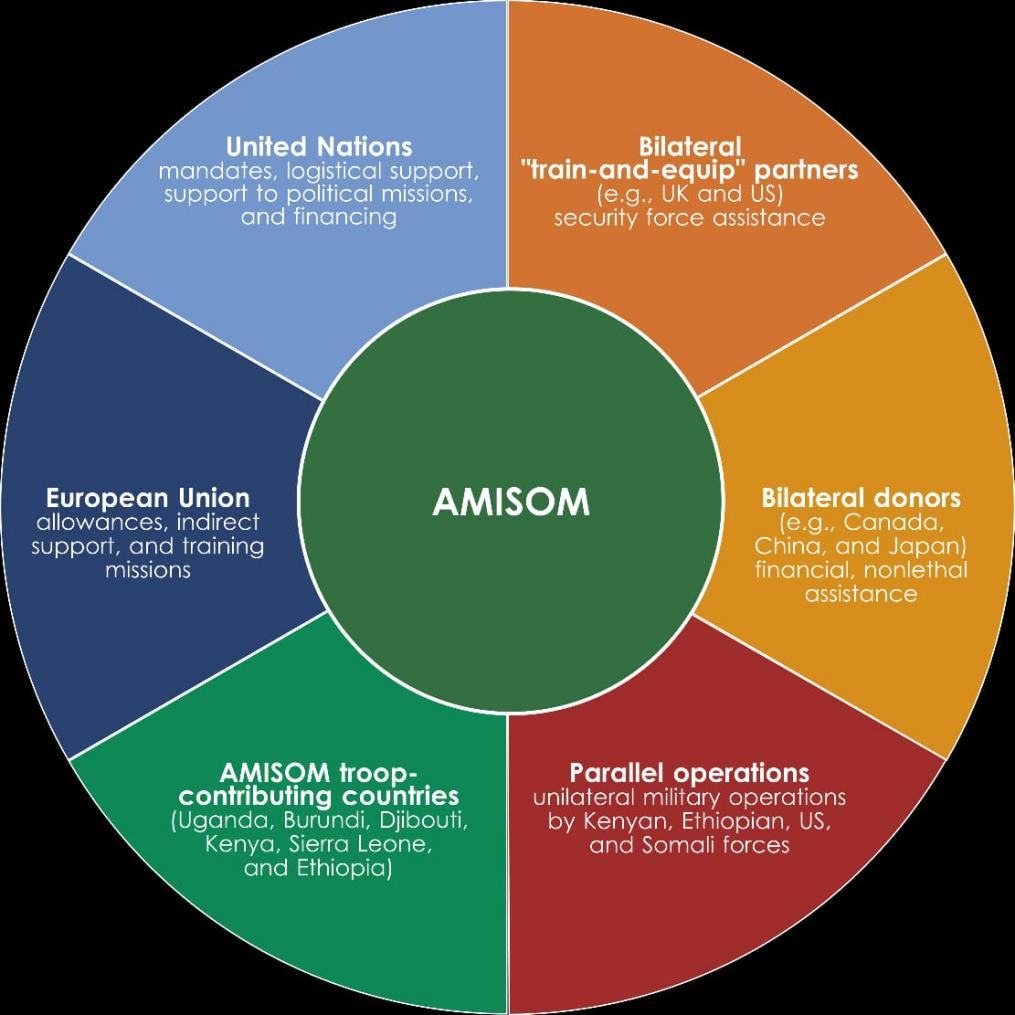 United Nations
mandates, logistical support,
support to political missions,
and financing
Bilateral
"train-and-equip" partners
(e.g., UK and US)
security force assistance
European Union
allowances, indirect
support, and training
missions
AMISOM
Bilateral donors
(e.g., Canada,
China, and Japan)
financial, nonlethal
assistance
AMISOM troop-
contributing countries
(Uganda, Burundi, Djibouti,
Kenya, Sierra Leone,
and Ethiopia)
Parallel operations
unilateral military operations
by Kenyan, Ethiopian, US,
and Somali forces